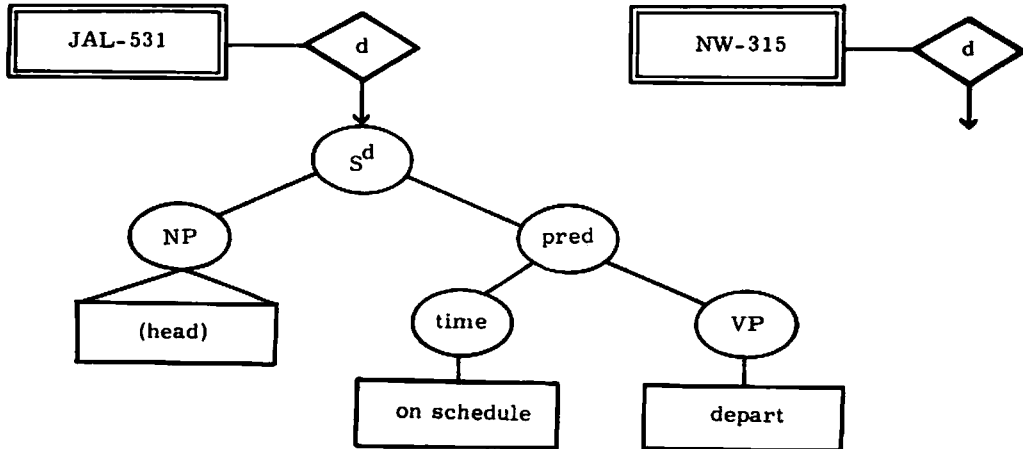 JAL-531
d
NW-315
d
S^d
NP
pred
(head)
time
VP
on schedule
depart